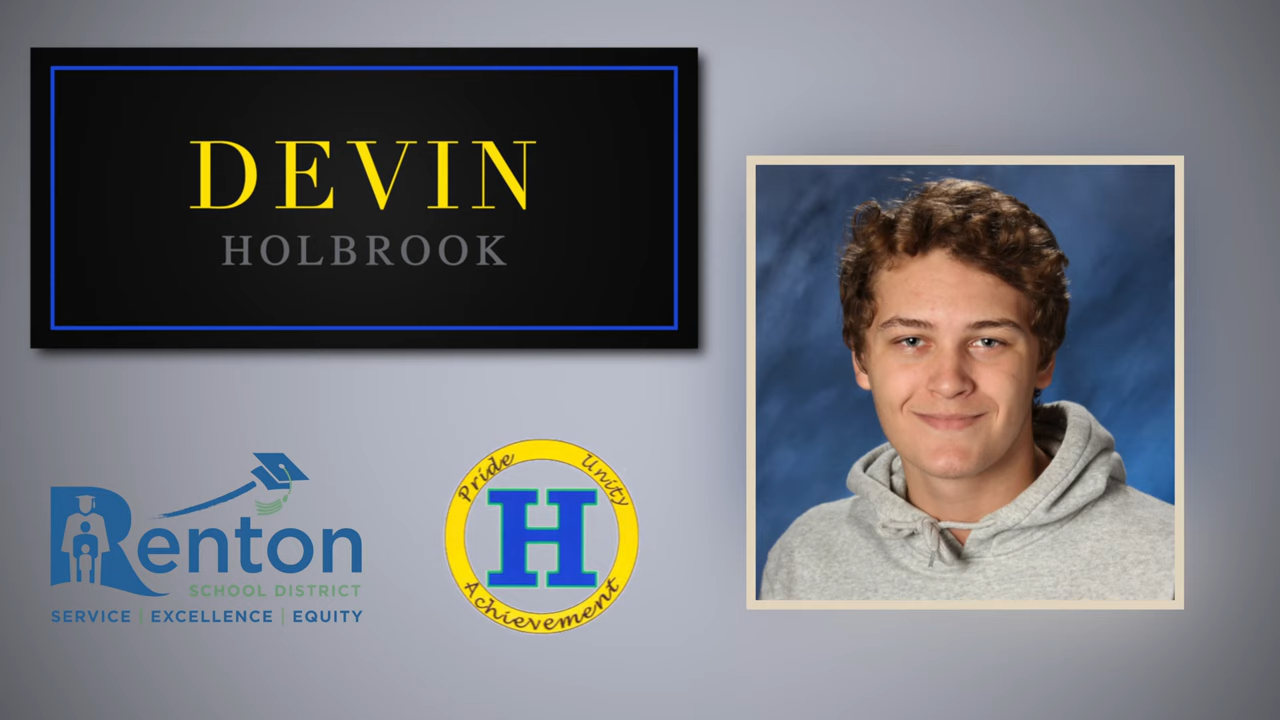 DEVIN
HOLBROOK
Renton
SCHOOL DISTRICT
SERVICE | EXCELLENCE | EQUITY
Pride
Unity
H
Achievement